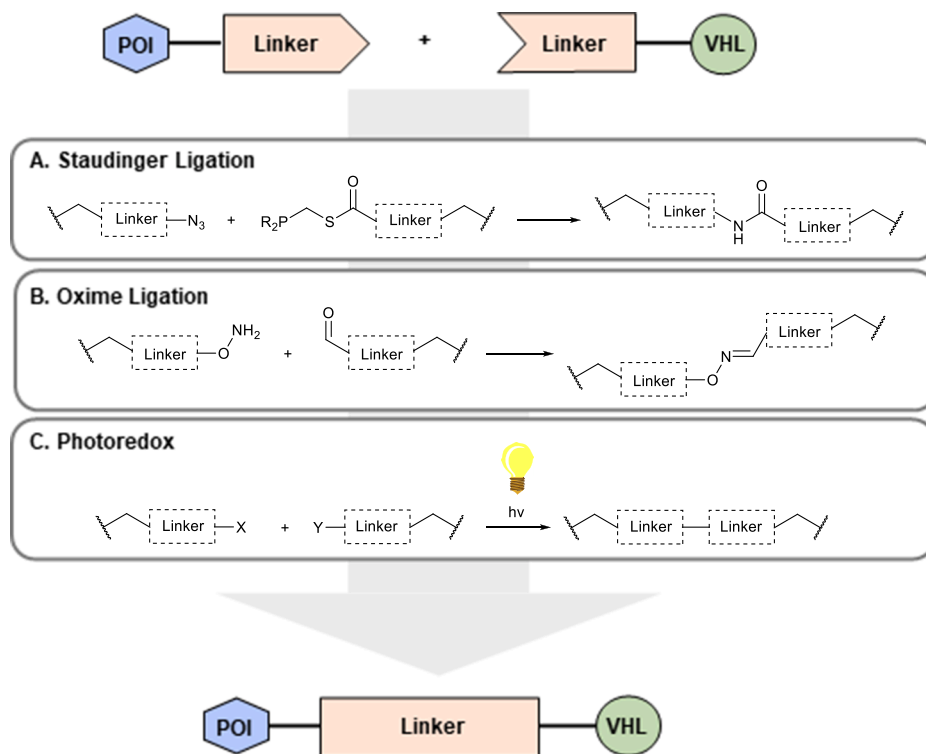 POI Linker + Linker VHL
A. Staudinger Ligation
Linker N3 + R2P S O Linker Linker N H O Linker
B. Oxime Ligation
Linker O NH2 + O Linker Linker O N Linker
C. Photoredox
Linker X + Y Linker hv Linker Linker
POI Linker VHL